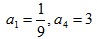 a₁ = 1/9, a₄ = 3